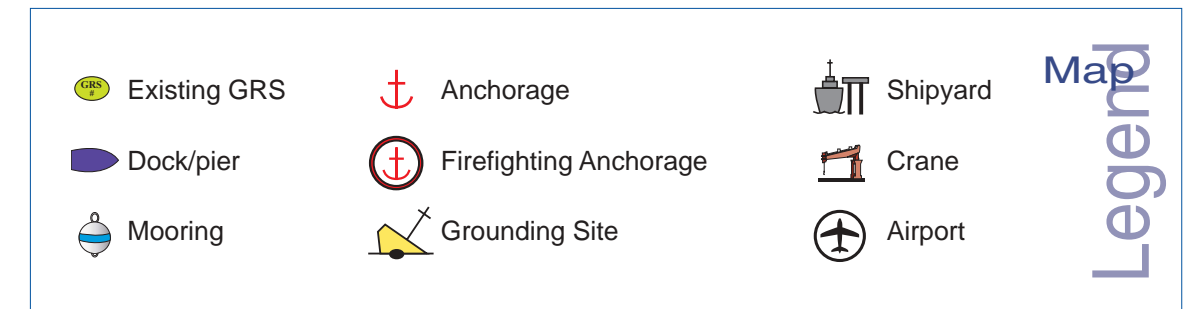 Map
Legend
GRS
#
Existing GRS
Dock/pier
Mooring
Anchorage
Firefighting Anchorage
Grounding Site
Shipyard
Crane
Airport